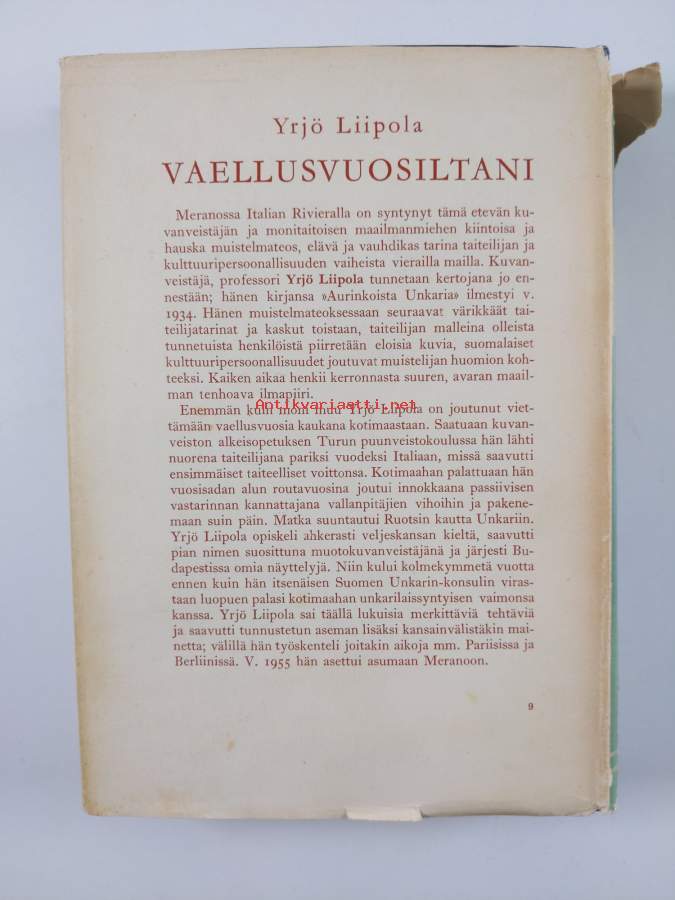 Yrjö Liipola
VAELLUSVUOSILTANI
Meranossa Italian Rivieralla on syntynyt tämä etevän ku-
vanveistäjän ja monitaitoisen maailmanmiehen kiintoisa ja
hauska muistelmateos, elävä ja vauhdikas tarina taiteilijan ja
kulttuuripersoonallisuuden vaiheista vierailla mailla. Kuvan-
veistäjä, professori Yrjö Liipola tunnetaan kertojana jo en-
nestään; hänen kirjansa »Aurinkoista Unkaria» ilmestyi v.
1934. Hänen muistelmateoksessaan seuraavat värikkäät tai-
teilijatarinat ja kaskut toistaan, taiteilijan malleina olleista
tunnetuista henkilöistä piirretään eloisia kuvia, suomalaiset
kulttuuripersoonallisuudet joutuvat muistelijan huomion koh-
teeksi. Kaiken aikaa henkii kerronnasta suuren, avaran maail-
man tenhoava ilmapiiri.
Antikvariaatti.net
Enemmän kuin moni muu Yrjö Liipola on joutunut viet-
tämään vaellusvuosia kaukana kotimaastaan. Saatuaan kuvan-
veiston alkeisopetuksen Turun puunveistokoulussa hän lähti
nuorena taiteilijana pariksi vuodeksi Italiaan, missä saavutti
ensimmäiset taiteelliset voittonsa. Kotimaahan palattuaan hän
vuosisadan alun routavuosina joutui innokkaana passiivisen
vastarinnan kannattajana vallanpitäjien vihoihin ja pakene-
maan suin päin. Matka suuntautui Ruotsin kautta Unkariin.
Yrjö Liipola opiskeli ahkerasti veljeskansan kieltä, saavutti
pian nimen suosittuna muotokuvanveistäjänä ja järjesti Bu-
dapestissa omia näyttelyjä. Niin kului kolmekymmetä vuotta
ennen kuin hän itsenäisen Suomen Unkarin-konsulin viras-
taan luopuen palasi kotimaahan unkarilaissyntyisen vaimonsa
kanssa. Yrjö Liipola sai täällä lukuisia merkittäviä tehtäviä
ja saavutti tunnustetun aseman lisäksi kansainvälistäkin mai-
netta; välillä hän työskenteli joitakin aikoja mm. Pariisissa ja
Berliinissä. V. 1955 hän asettui asumaan Meranoon.
9